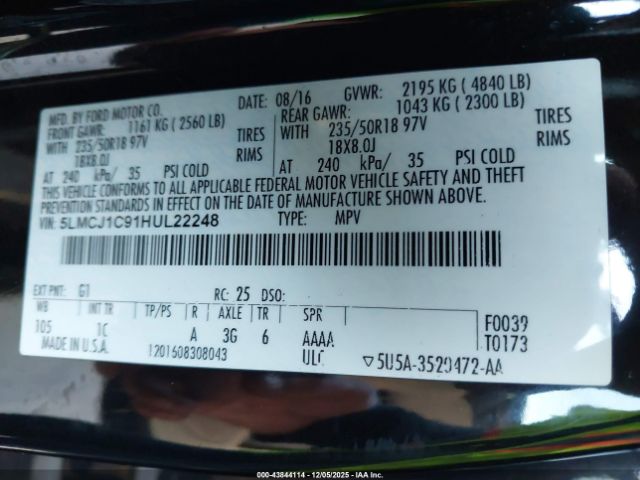 MFD. BY FORD MOTOR CO.
DATE: 08/16 GVWR: 2195 KG ( 4840 LB)
FRONT GAWR: 1161 KG ( 2560 LB)
REAR GAWR: 1043 KG ( 2300 LB)
WITH 235/50R18 97V TIRES
WITH 235/50R18 97V TIRES
18X8.0J RIMS
18X8.0J RIMS
AT 240 kPa/ 35 PSI COLD
AT 240 kPa/ 35 PSI COLD
THIS VEHICLE CONFORMS TO ALL APPLICABLE FEDERAL MOTOR VEHICLE SAFETY AND THEFT
PREVENTION STANDARDS IN EFFECT ON THE DATE OF MANUFACTURE SHOWN ABOVE.
VIN: 5LMCJ1C91HUL22248 TYPE: MPV
EXT PNT: G1 RC: 25 DSO:
WB INT TR TP/PS R AXLE TR SPR
105 1C A 3G 6 AAAA
F0039
T0173
MADE IN U.S.A. 1201608308043 ULC ▽5U5A-3520472-AA
000-43844114 - 12/05/2025 - IAA Inc.